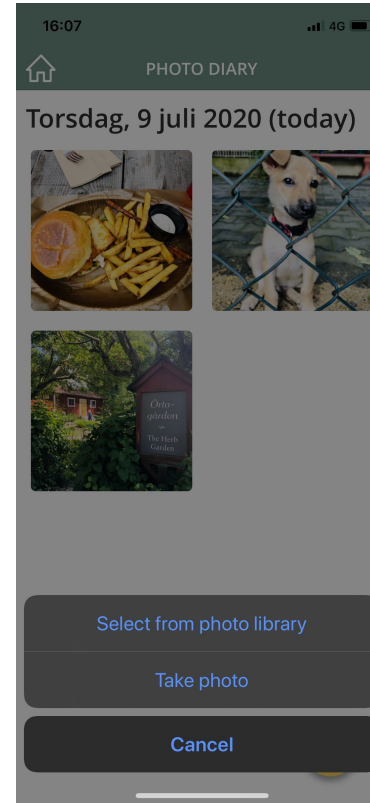 16:07
4G
PHOTO DIARY
Torsdag, 9 juli 2020 (today)
Örta-
gården
The Herb
Garden
Select from photo library
Take photo
Cancel